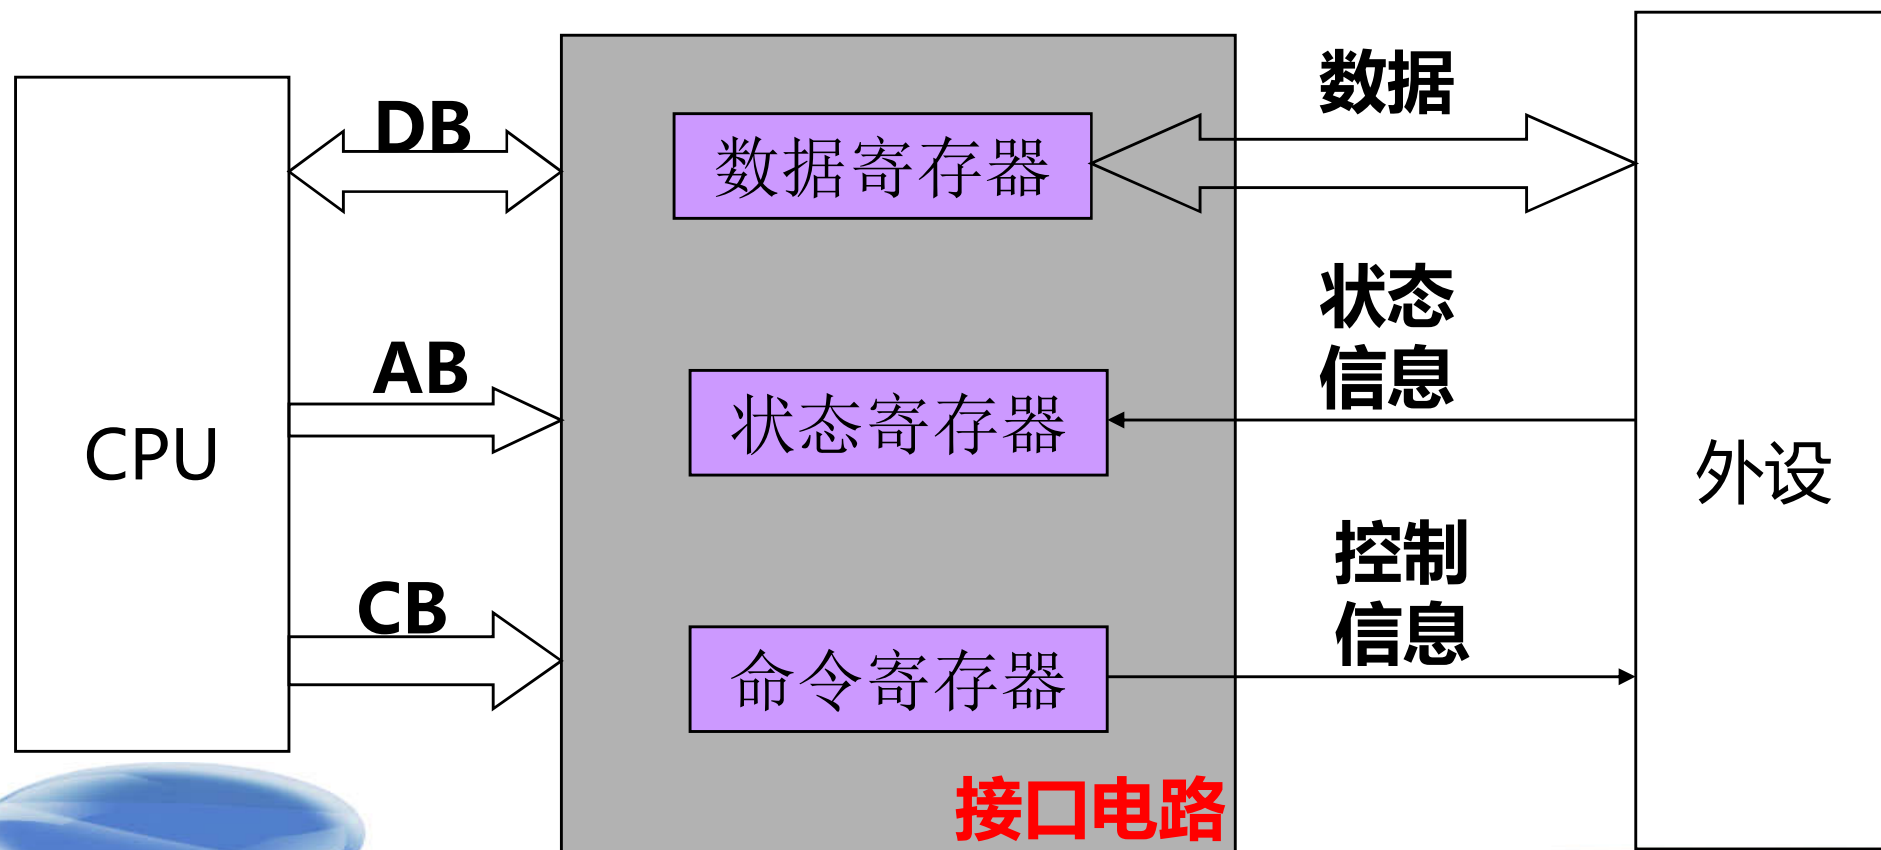 CPU
DB
AB
CB
数据寄存器
状态寄存器
命令寄存器
接口电路
数据
状态
信息
控制
信息
外设